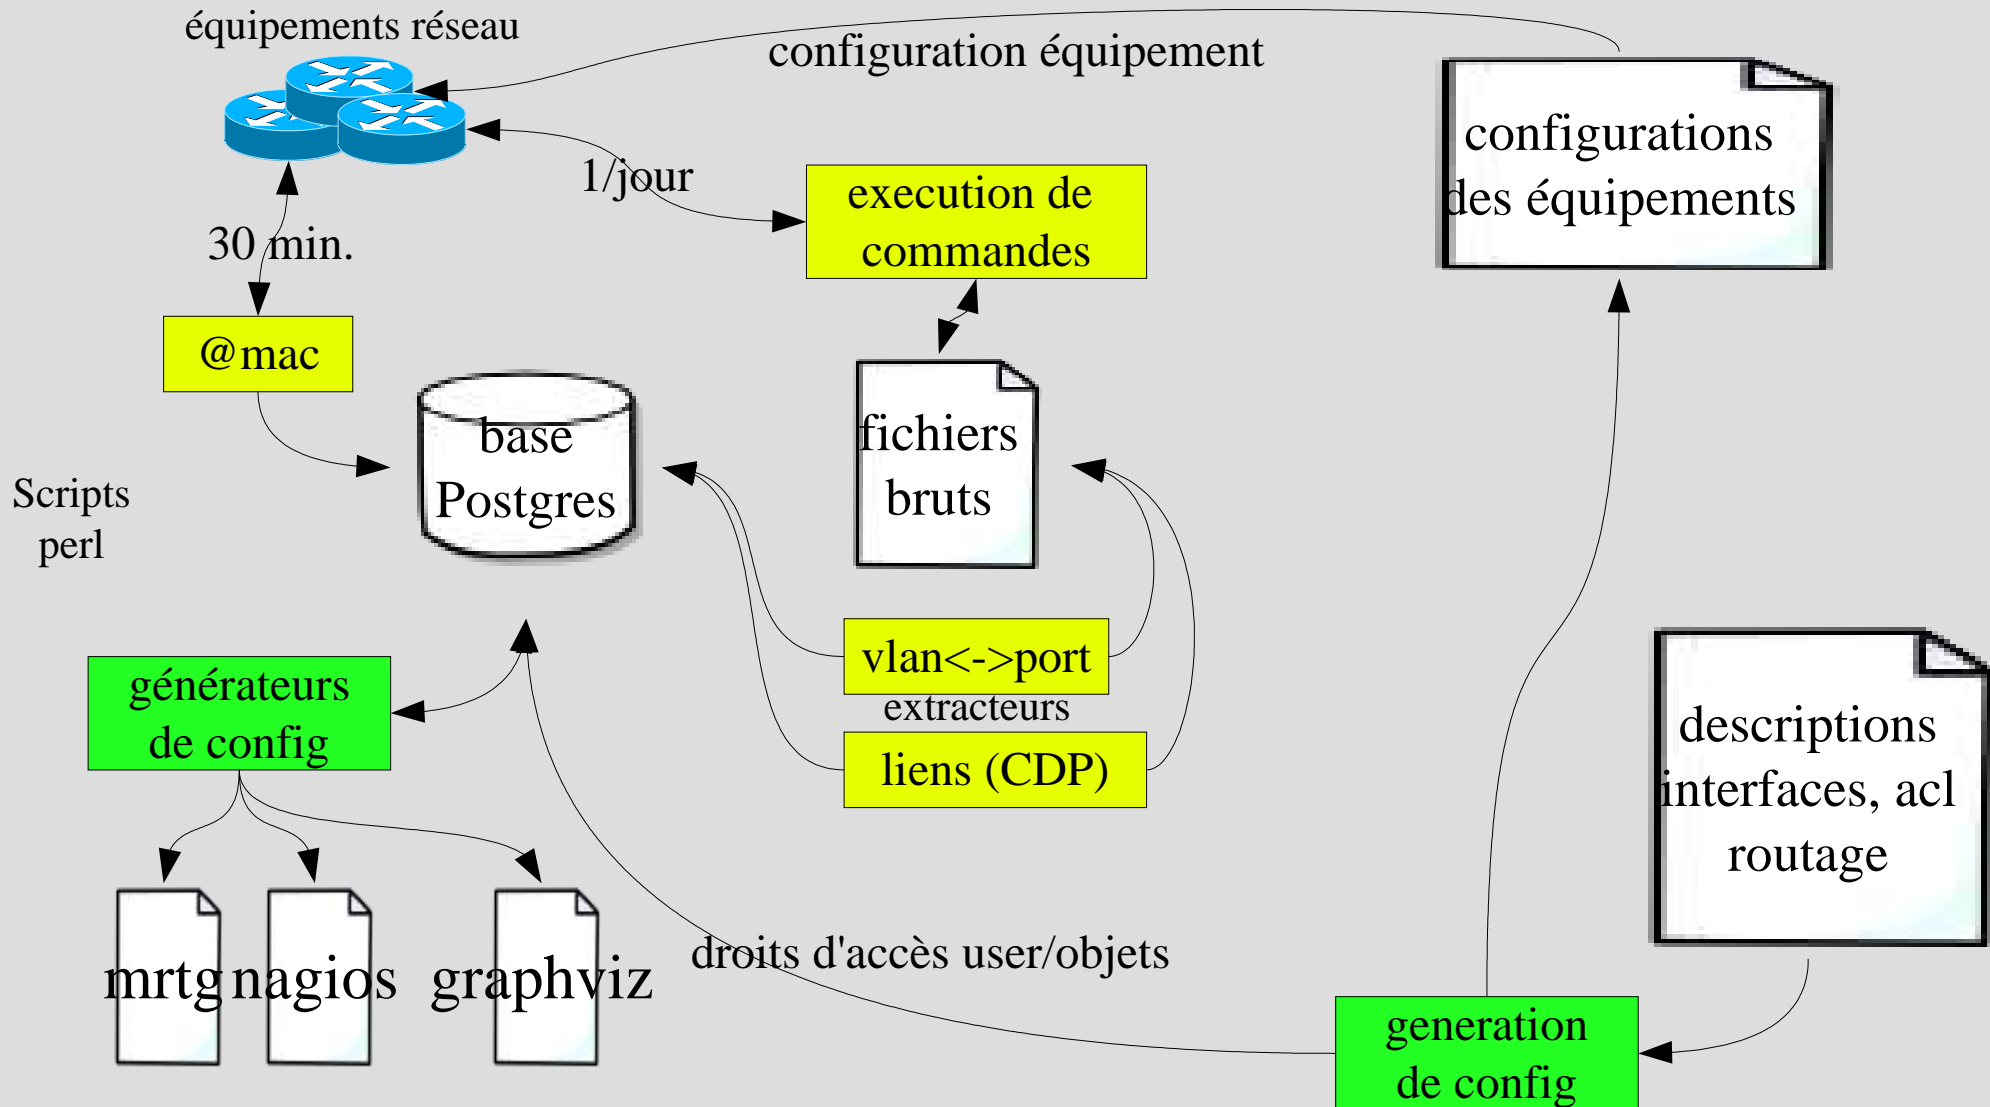 équipements réseau
configuration équipement
configurations
des équipements
1/jour
execution de
commandes
30 min.
@mac
base
Postgres
fichiers
bruts
Scripts
perl
vlan<->port
extracteurs
liens (CDP)
générateurs
de config
descriptions
interfaces, acl
routage
mrtg
nagios
graphviz
droits d'accès user/objets
generation
de config